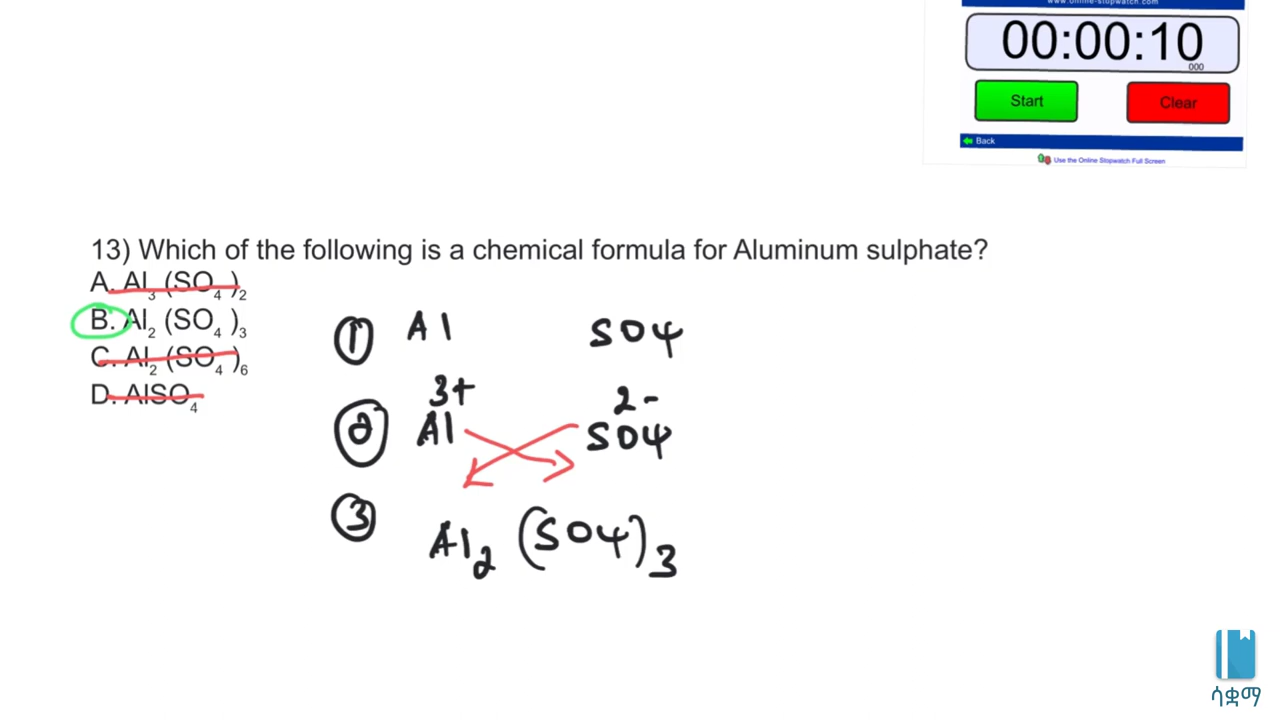 www.online-stopwatch.com
00:00:10
000
Start
Clear
Back
Use the Online Stopwatch Full Screen
13) Which of the following is a chemical formula for Aluminum sulphate?
A. Al3 (SO4 )2
B. Al2 (SO4 )3
C. Al2 (SO4 )6
D. AlSO4
① Al SO4
3+ 2-
② Al SO4
③ Al2 (SO4)3
ሳቋማ